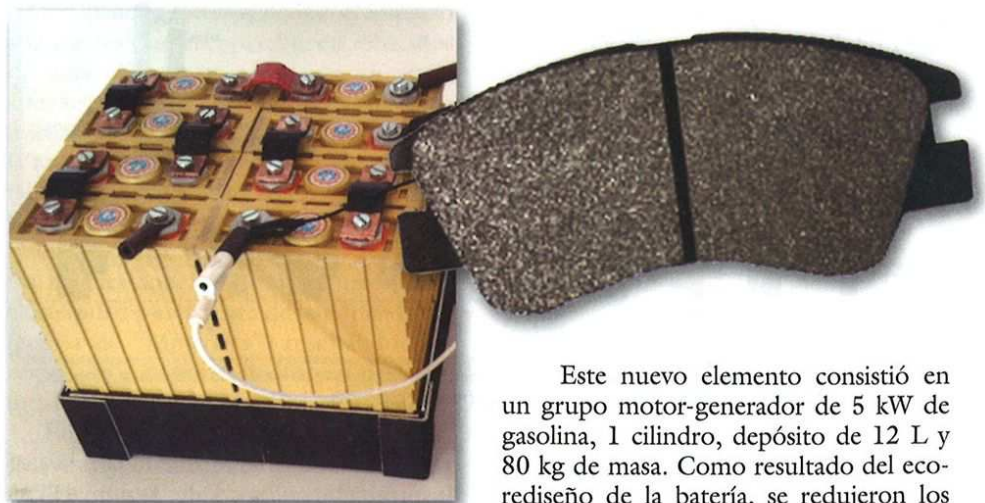 Este nuevo elemento consistió en
un grupo motor-generador de 5 kW de
gasolina, 1 cilindro, depósito de 12 L y
80 kg de masa. Como resultado del eco-
rediseño de la batería, se redujeron los